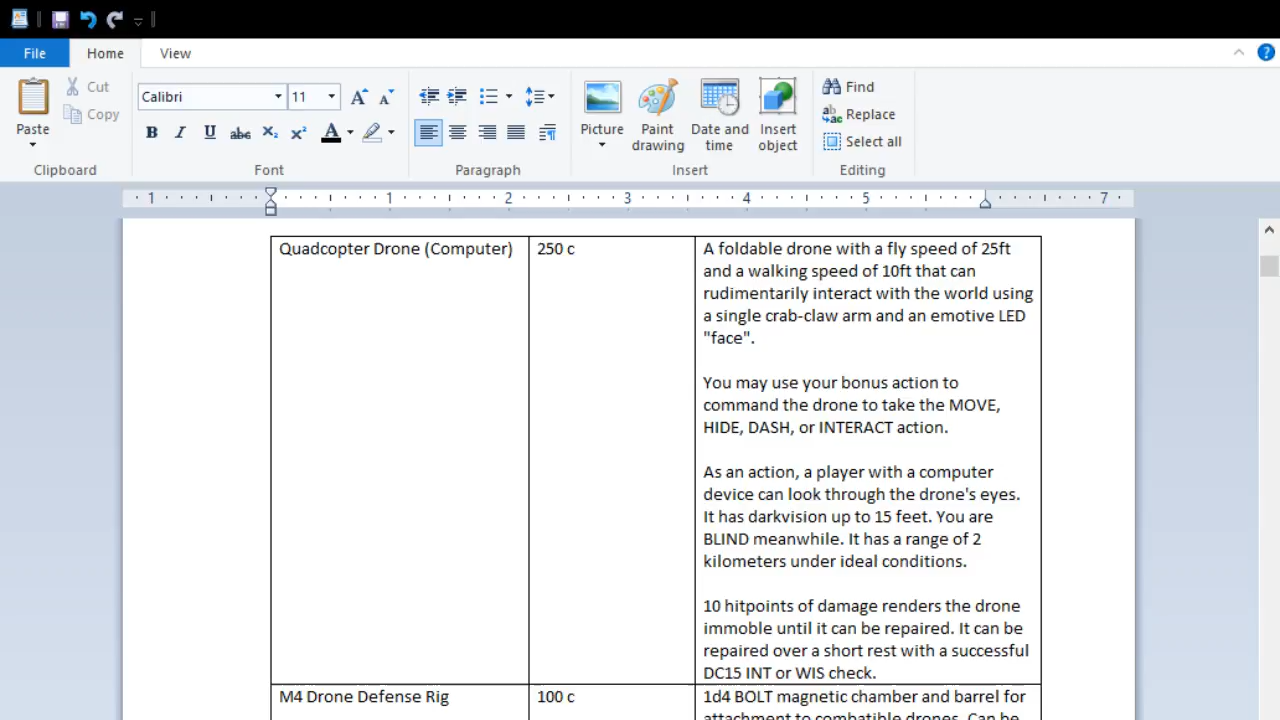 File Home View
Paste
Cut
Copy
Clipboard
Calibri 11
B I U abc X₂ X²
A
Font
Paragraph
Picture
Paint drawing
Date and time
Insert object
Insert
Find
Replace
Select all
Editing
1 1 2 3 4 5 7
Quadcopter Drone (Computer)
250 c
A foldable drone with a fly speed of 25ft
and a walking speed of 10ft that can
rudimentarily interact with the world using
a single crab-claw arm and an emotive LED
"face".
You may use your bonus action to
command the drone to take the MOVE,
HIDE, DASH, or INTERACT action.
As an action, a player with a computer
device can look through the drone's eyes.
It has darkvision up to 15 feet. You are
BLIND meanwhile. It has a range of 2
kilometers under ideal conditions.
10 hitpoints of damage renders the drone
immoble until it can be repaired. It can be
repaired over a short rest with a successful
DC15 INT or WIS check.
M4 Drone Defense Rig
100 c
1d4 BOLT magnetic chamber and barrel for
attachment to combatible drones. Can be